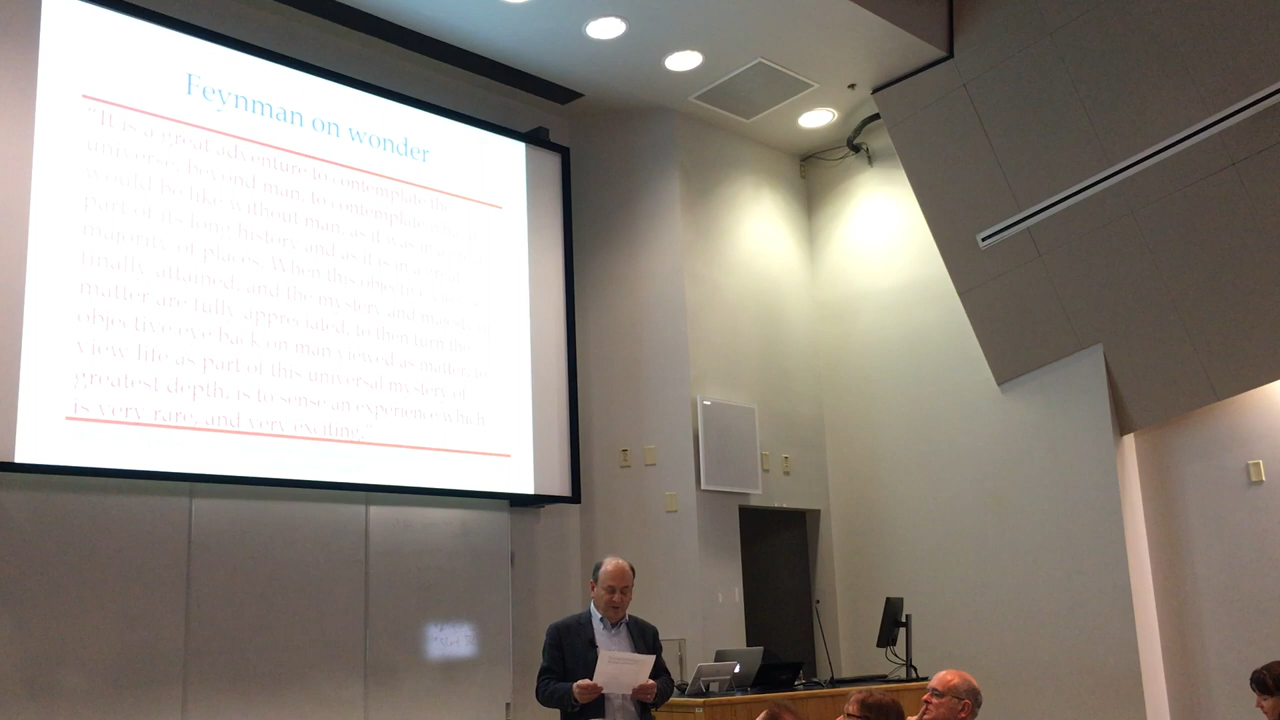 Feynman on wonder
"It is a great adventure to contemplate the
universe, beyond man, to contemplate what it
would be like without man, as it was in a great
part of its long history and as it is in a great
majority of places. When this objective view is
finally attained, and the mystery and majesty of
matter are fully appreciated, to then turn the
objective eye back on man viewed as matter, to
view life as part of this universal mystery of
greatest depth, is to sense an experience which
is very rare, and very exciting."